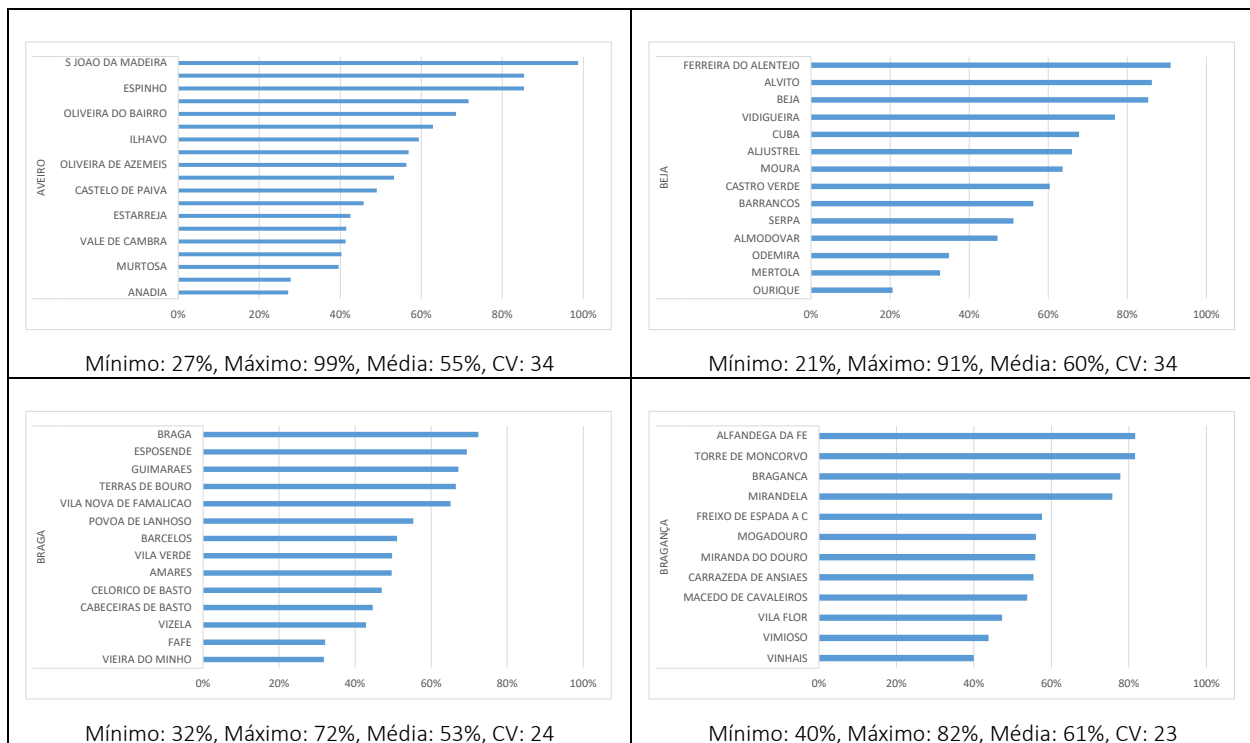 AVEIRO
S JOAO DA MADEIRA
ESPINHO
OLIVEIRA DO BAIRRO
ILHAVO
OLIVEIRA DE AZEMEIS
CASTELO DE PAIVA
ESTARREJA
VALE DE CAMBRA
MURTOSA
ANADIA
0% 20% 40% 60% 80% 100%
Mínimo: 27%, Máximo: 99%, Média: 55%, CV: 34
BEJA
FERREIRA DO ALENTEJO
ALVITO
BEJA
VIDIGUEIRA
CUBA
ALJUSTREL
MOURA
CASTRO VERDE
BARRANCOS
SERPA
ALMODOVAR
ODEMIRA
MERTOLA
OURIQUE
0% 20% 40% 60% 80% 100%
Mínimo: 21%, Máximo: 91%, Média: 60%, CV: 34
BRAGA
BRAGA
ESPOSENDE
GUIMARAES
TERRAS DE BOURO
VILA NOVA DE FAMALICAO
POVOA DE LANHOSO
BARCELOS
VILA VERDE
AMARES
CELORICO DE BASTO
CABECEIRAS DE BASTO
VIZELA
FAFE
VIEIRA DO MINHO
0% 20% 40% 60% 80% 100%
Mínimo: 32%, Máximo: 72%, Média: 53%, CV: 24
BRAGANÇA
ALFANDEGA DA FE
TORRE DE MONCORVO
BRAGANCA
MIRANDELA
FREIXO DE ESPADA A C
MOGADOURO
MIRANDA DO DOURO
CARRAZEDA DE ANSIAES
MACEDO DE CAVALEIROS
VILA FLOR
VIMIOSO
VINHAIS
0% 20% 40% 60% 80% 100%
Mínimo: 40%, Máximo: 82%, Média: 61%, CV: 23